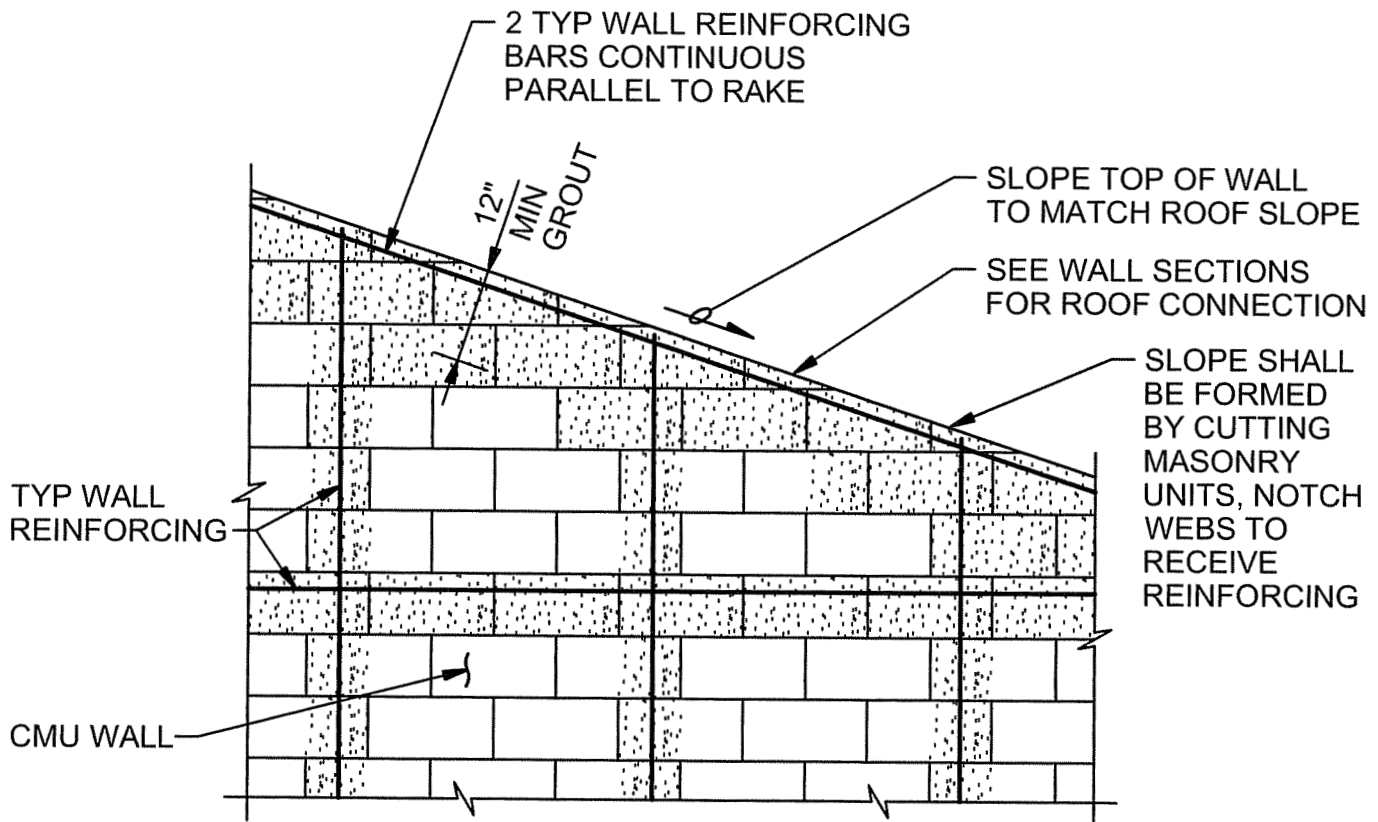 2 TYP WALL REINFORCING
BARS CONTINUOUS
PARALLEL TO RAKE
12"
MIN
GROUT
SLOPE TOP OF WALL
TO MATCH ROOF SLOPE
SEE WALL SECTIONS
FOR ROOF CONNECTION
SLOPE SHALL
BE FORMED
BY CUTTING
MASONRY
UNITS, NOTCH
WEBS TO
RECEIVE
REINFORCING
TYP WALL
REINFORCING
CMU WALL